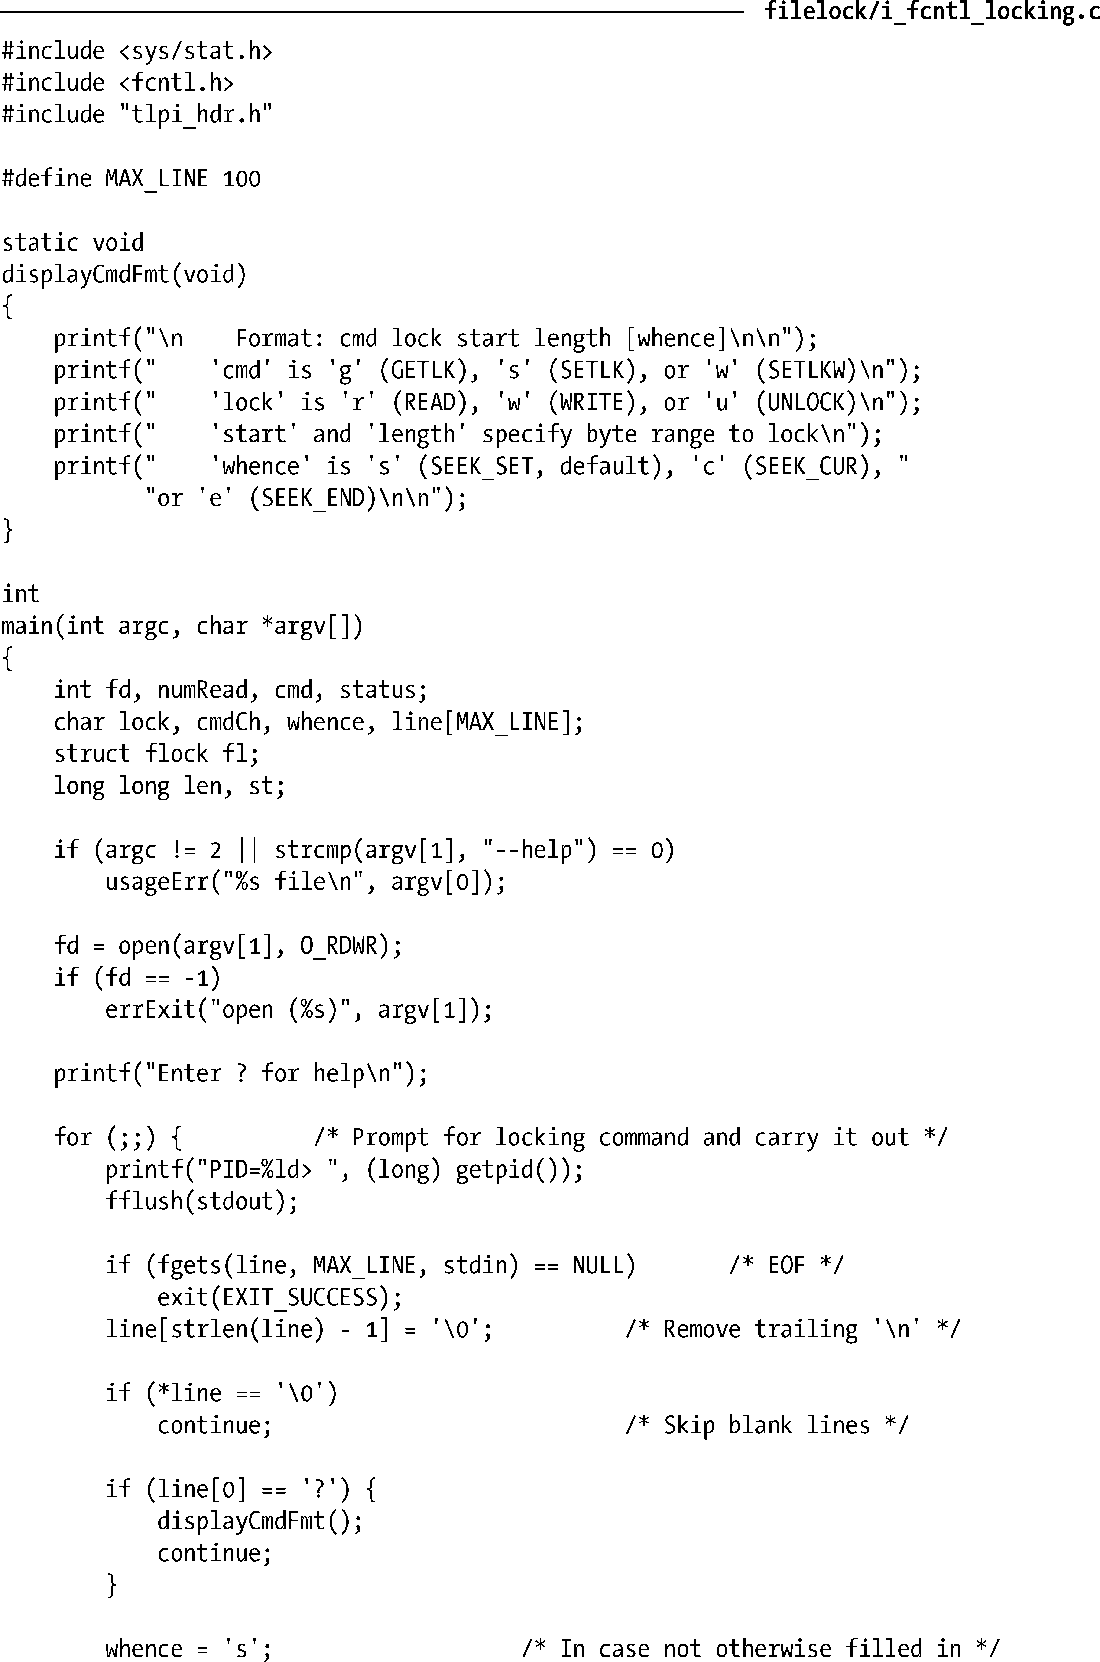 filelock/i_fcntl_locking.c
#include <sys/stat.h>
#include <fcntl.h>
#include "tlpi_hdr.h"

#define MAX_LINE 100

static void
displayCmdFmt(void)
{
    printf("\n    Format: cmd lock start length [whence]\n\n");
    printf("    'cmd' is 'g' (GETLK), 's' (SETLK), or 'w' (SETLKW)\n");
    printf("    'lock' is 'r' (READ), 'w' (WRITE), or 'u' (UNLOCK)\n");
    printf("    'start' and 'length' specify byte range to lock\n");
    printf("    'whence' is 's' (SEEK_SET, default), 'c' (SEEK_CUR), "
           "or 'e' (SEEK_END)\n\n");
}

int
main(int argc, char *argv[])
{
    int fd, numRead, cmd, status;
    char lock, cmdCh, whence, line[MAX_LINE];
    struct flock fl;
    long long len, st;

    if (argc != 2 || strcmp(argv[1], "--help") == 0)
        usageErr("%s file\n", argv[0]);

    fd = open(argv[1], O_RDWR);
    if (fd == -1)
        errExit("open (%s)", argv[1]);

    printf("Enter ? for help\n");

    for (;;) {          /* Prompt for locking command and carry it out */
        printf("PID=%ld> ", (long) getpid());
        fflush(stdout);

        if (fgets(line, MAX_LINE, stdin) == NULL)       /* EOF */
            exit(EXIT_SUCCESS);
        line[strlen(line) - 1] = '\0';          /* Remove trailing '\n' */

        if (*line == '\0')
            continue;                           /* Skip blank lines */

        if (line[0] == '?') {
            displayCmdFmt();
            continue;
        }

        whence = 's';                   /* In case not otherwise filled in */